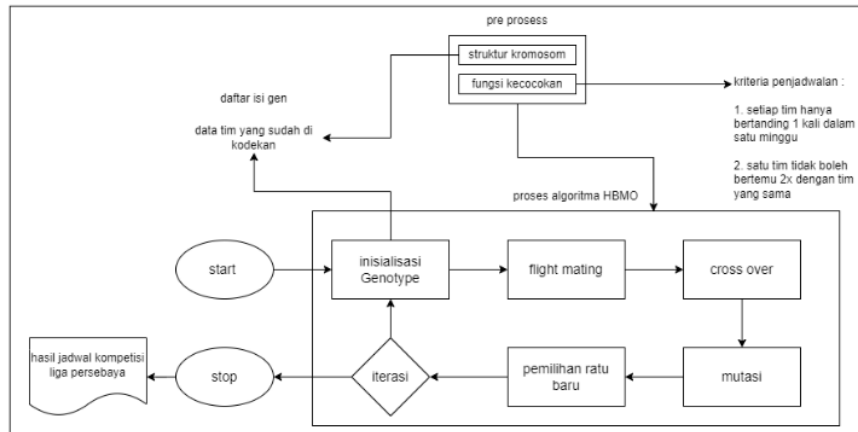 pre prosess
struktur kromosom
fungsi kecocokan
kriteria penjadwalan :
1. setiap tim hanya
bertanding 1 kali dalam
satu minggu
2. satu tim tidak boleh
bertemu 2x dengan tim
yang sama
daftar isi gen
data tim yang sudah di
kodekan
proses algoritma HBMO
start
inisialisasi
Genotype
flight mating
cross over
hasil jadwal kompetisi
liga persebaya
stop
iterasi
pemilihan ratu
baru
mutasi